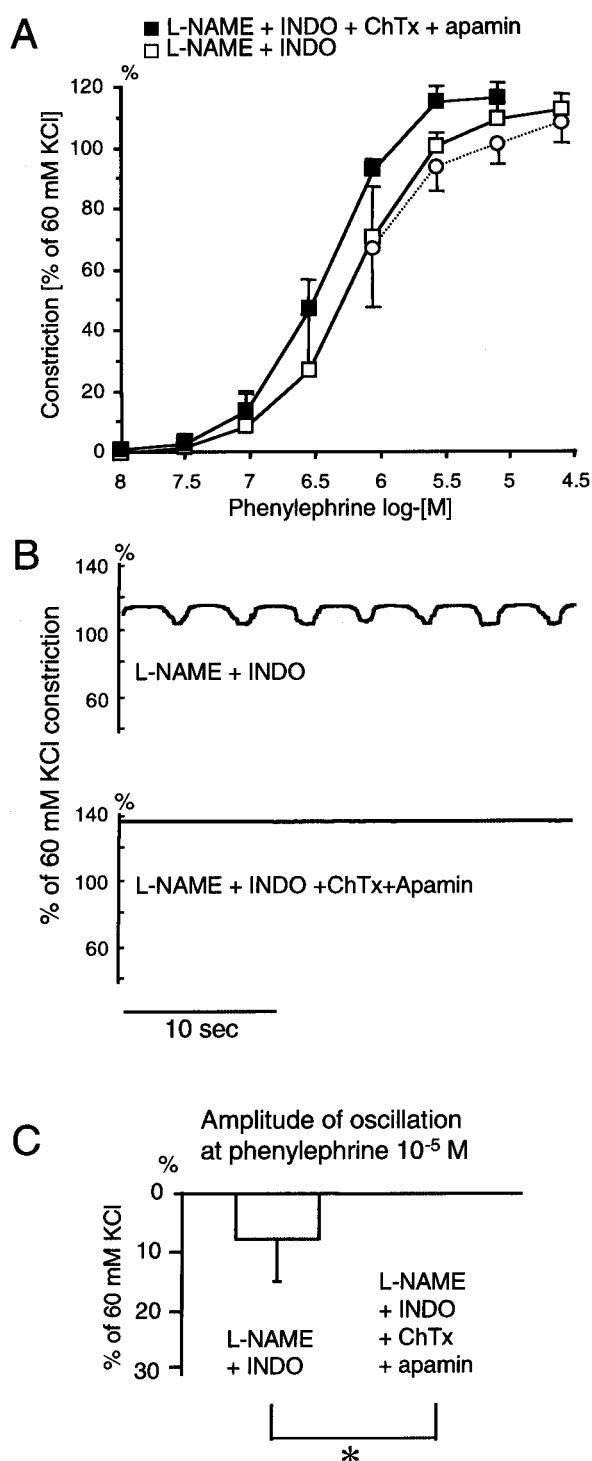 A
■ L-NAME + INDO + ChTx + apamin
□ L-NAME + INDO
%
120
100
80
60
40
20
0
Constriction [% of 60 mM KCl]
8 7.5 7 6.5 6 5.5 5 4.5
Phenylephrine log-[M]
B
%
140
100
60
L-NAME + INDO
% of 60 mM KCl constriction
%
140
100
60
L-NAME + INDO +ChTx+Apamin
10 sec
C
Amplitude of oscillation
at phenylephrine 10⁻⁵ M
%
0
10
20
30
% of 60 mM KCl
L-NAME
+ INDO
L-NAME
+ INDO
+ ChTx
+ apamin
*